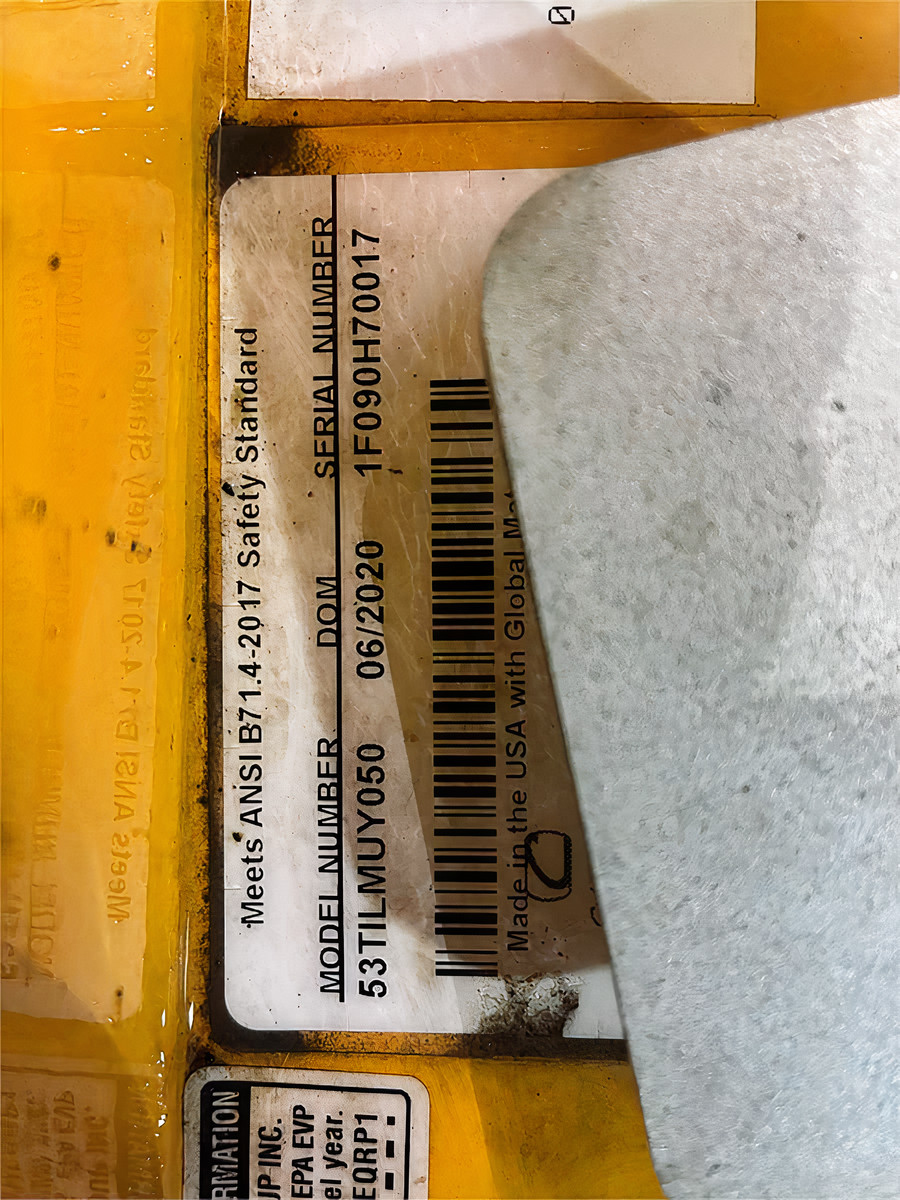 Meets ANSI B71.4-2017 Safety Standard
MODEL NUMBER DOM SERIAL NUMBER
53TILMUY050 06/2020 1F090H70017
Made in the USA with Global
RMATION
UP INC.
EPA EVP
el year.
EQRP1
0